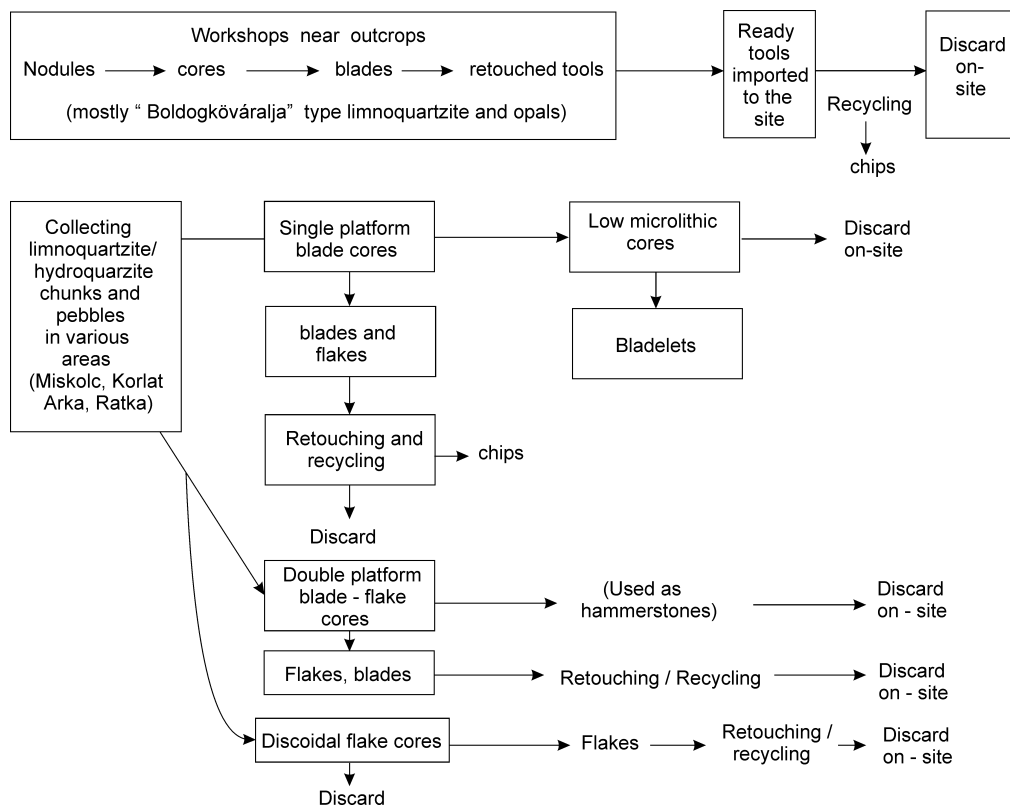 Workshops near outcrops
Nodules cores blades retouched tools
(mostly “ Boldogköváralja” type limnoquartzite and opals)
Ready
tools
imported
to the
site
Recycling
chips
Discard
on-
site
Collecting
limnoquartzite/
hydroquarzite
chunks and
pebbles
in various
areas
(Miskolc, Korlat
Arka, Ratka)
Single platform
blade cores
Low microlithic
cores
Discard
on-site
blades and
flakes
Bladelets
Retouching and
recycling
chips
Discard
Double platform
blade - flake
cores
(Used as
hammerstones)
Discard
on - site
Flakes, blades
Retouching / Recycling
Discard
on - site
Discoidal flake cores
Flakes
Retouching /
recycling
Discard
on - site
Discard